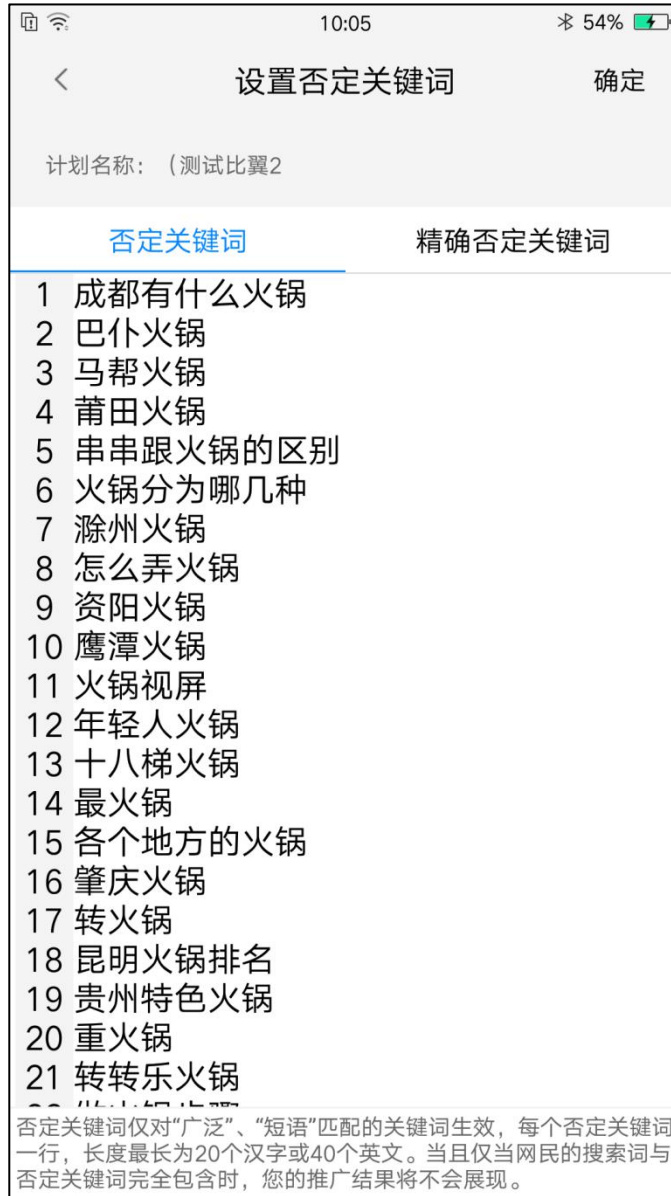 10:05
54%
设置否定关键词
确定
计划名称：（测试比翼2
否定关键词
精确否定关键词
1 成都有什么火锅
2 巴仆火锅
3 马帮火锅
4 莆田火锅
5 串串跟火锅的区别
6 火锅分为哪几种
7 滁州火锅
8 怎么弄火锅
9 资阳火锅
10 鹰潭火锅
11 火锅视屏
12 年轻人火锅
13 十八梯火锅
14 最火锅
15 各个地方的火锅
16 肇庆火锅
17 转火锅
18 昆明火锅排名
19 贵州特色火锅
20 重火锅
21 转转乐火锅
否定关键词仅对“广泛”、“短语”匹配的关键词生效，每个否定关键词
一行，长度最长为20个汉字或40个英文。当且仅当网民的搜索词与
否定关键词完全包含时，您的推广结果将不会展现。